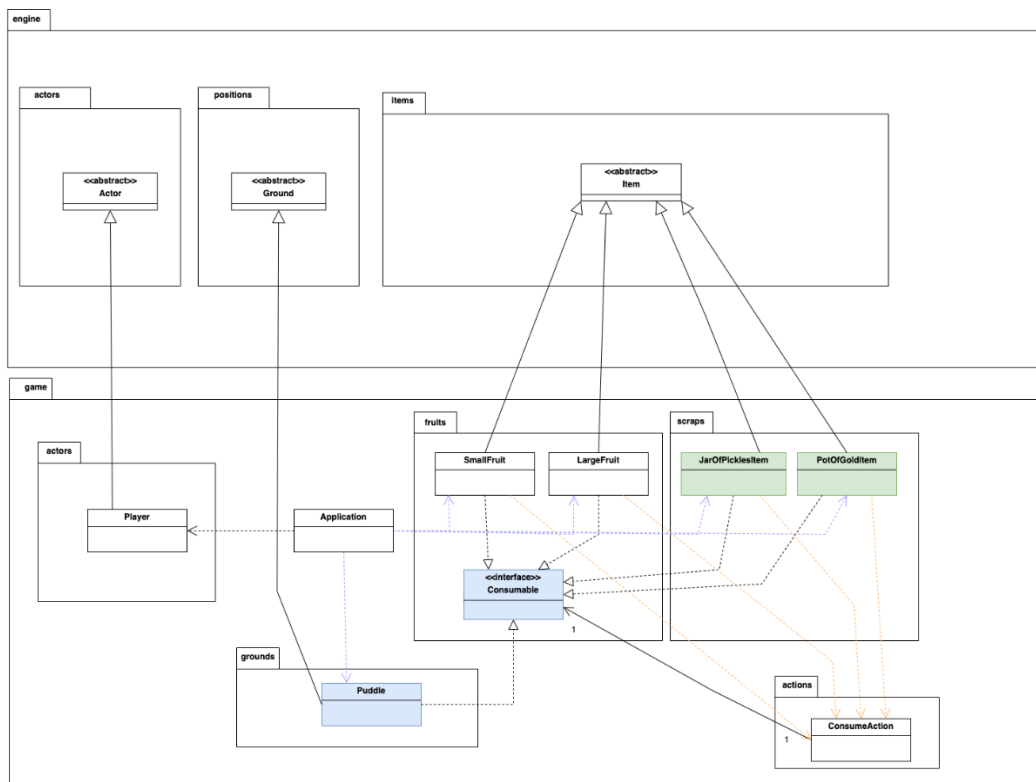 engine
actors
positions
items
<<abstract>>
Actor
<<abstract>>
Ground
<<abstract>>
Item
game
fruits
scraps
actors
SmallFruit
LargeFruit
JarOfPicklesItem
PotOfGoldItem
Player
Application
<<interface>>
Consumable
1
grounds
Puddle
actions
ConsumeAction
1